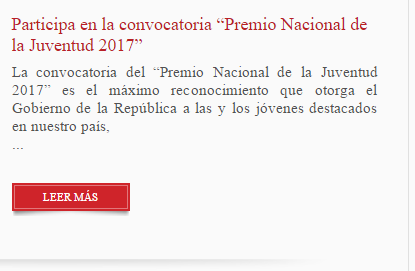 Participa en la convocatoria “Premio Nacional de
la Juventud 2017”
La convocatoria del “Premio Nacional de la Juventud
2017” es el máximo reconocimiento que otorga el
Gobierno de la República a las y los jóvenes destacados
en nuestro país,
...
LEER MÁS